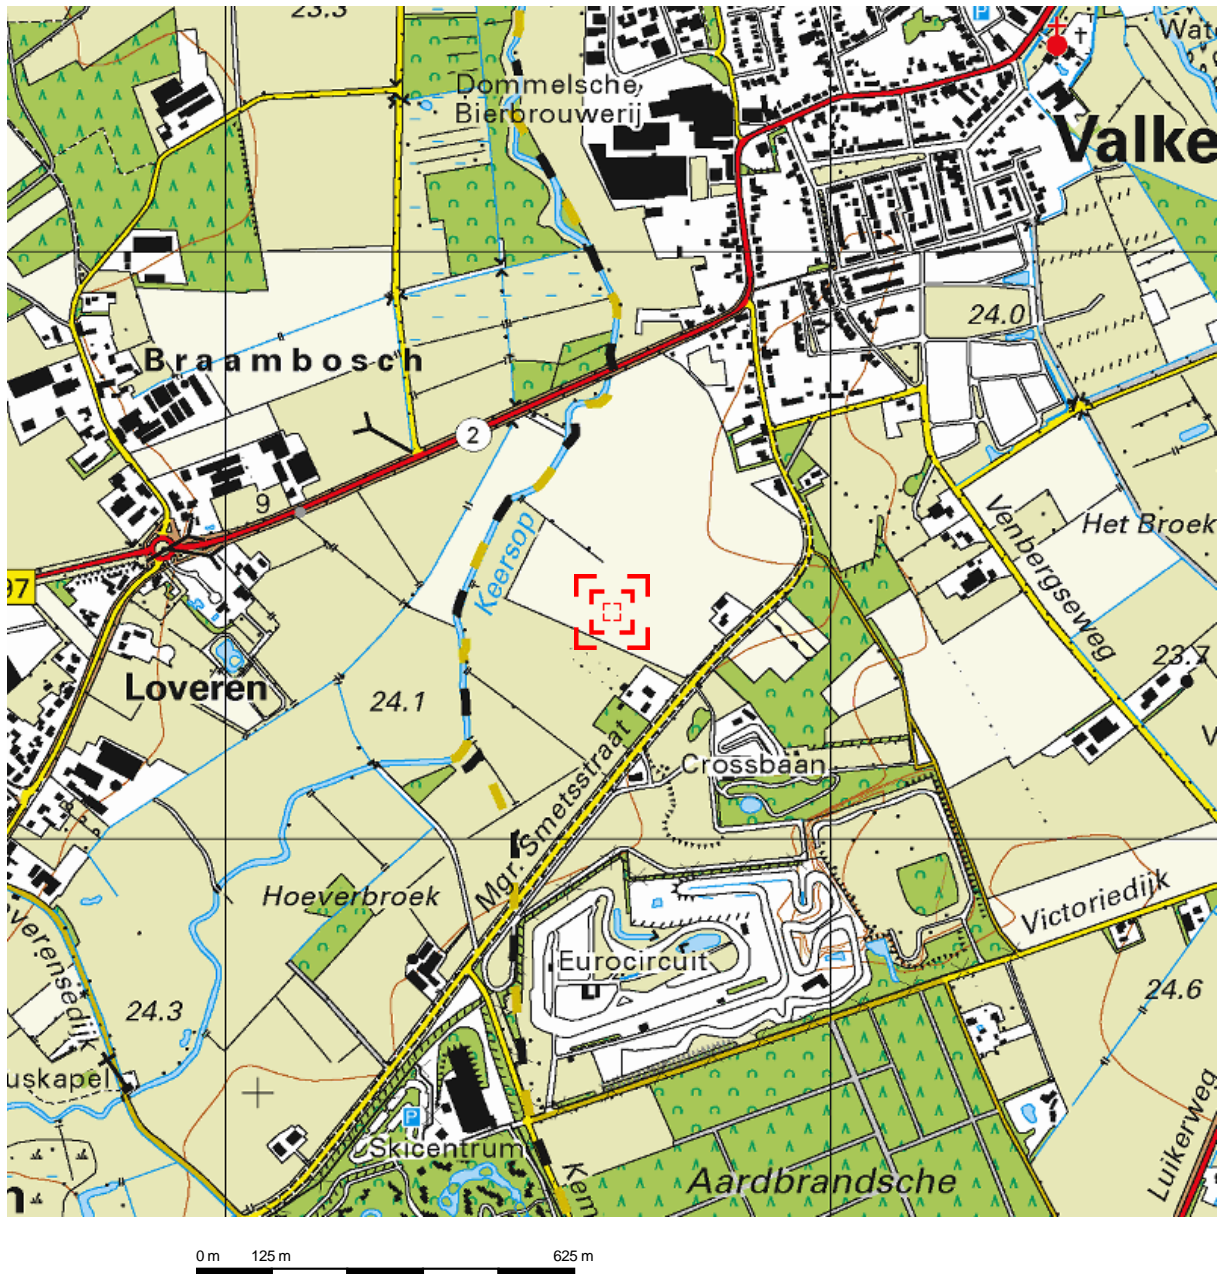 23.3
P
Wat
Dommelsche
Bierbrouwerij
Valke
24.0
Braambosch
2
9
Het Broek
Keersop
Venbergseweg
97
23.7
Loveren
24.1
V
Mgr. Smetsstraat
Crossbaan
Hoeverbroek
Victoriedijk
verensedijk
Eurocircuit
24.3
24.6
uskapel
P
Skicentrum
Luikerweg
Kem
Aardbrandsche
n
0 m 125 m 625 m